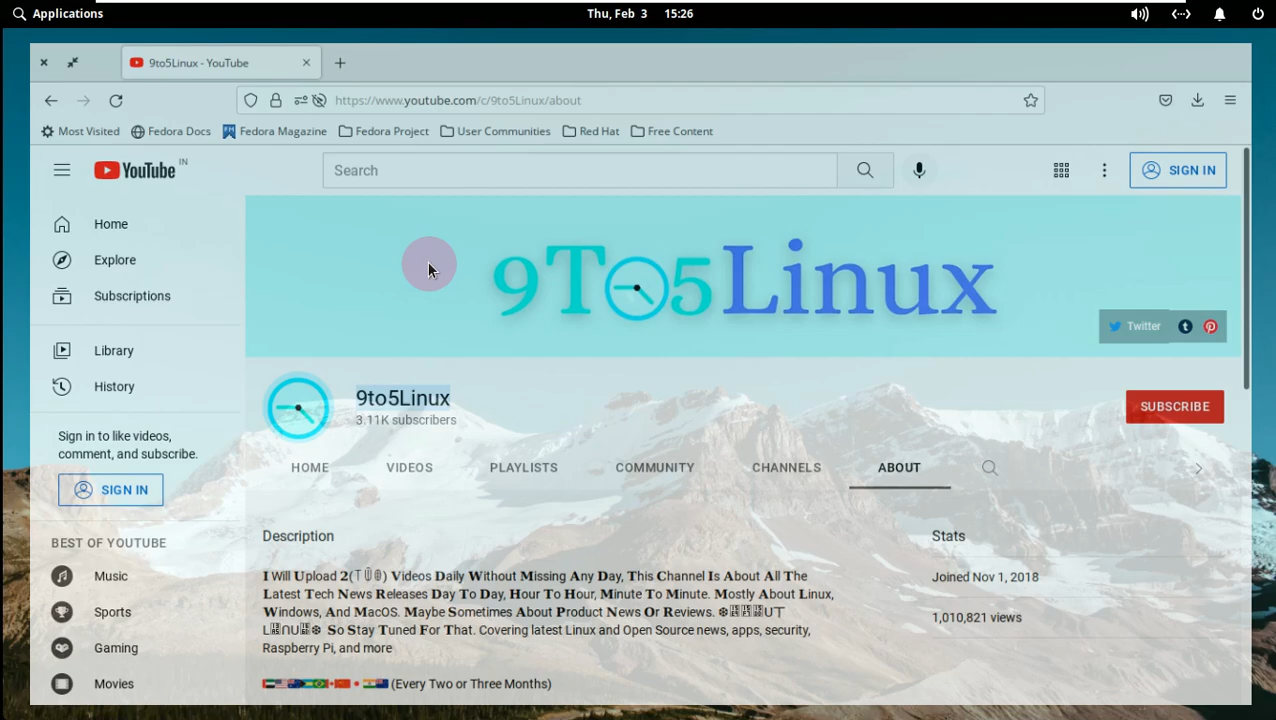 Applications
Thu, Feb 3 15:26
9to5Linux - YouTube
https://www.youtube.com/c/9to5Linux/about
Most Visited Fedora Docs Fedora Magazine Fedora Project User Communities Red Hat Free Content
YouTube IN
Search
SIGN IN
Home
Explore
Subscriptions
Library
History
Sign in to like videos,
comment, and subscribe.
SIGN IN
BEST OF YOUTUBE
Music
Sports
Gaming
Movies
9To5Linux
Twitter
9to5Linux
3.11K subscribers
SUBSCRIBE
HOME VIDEOS PLAYLISTS COMMUNITY CHANNELS ABOUT
Description
I Will Upload 2( ) Videos Daily Without Missing Any Day, This Channel Is About All The
Latest Tech News Releases Day To Day, Hour To Hour, Minute To Minute. Mostly About Linux,
Windows, And MacOS. Maybe Sometimes About Product News Or Reviews.
So Stay Tuned For That. Covering latest Linux and Open Source news, apps, security,
Raspberry Pi, and more
(Every Two or Three Months)
Stats
Joined Nov 1, 2018
1,010,821 views